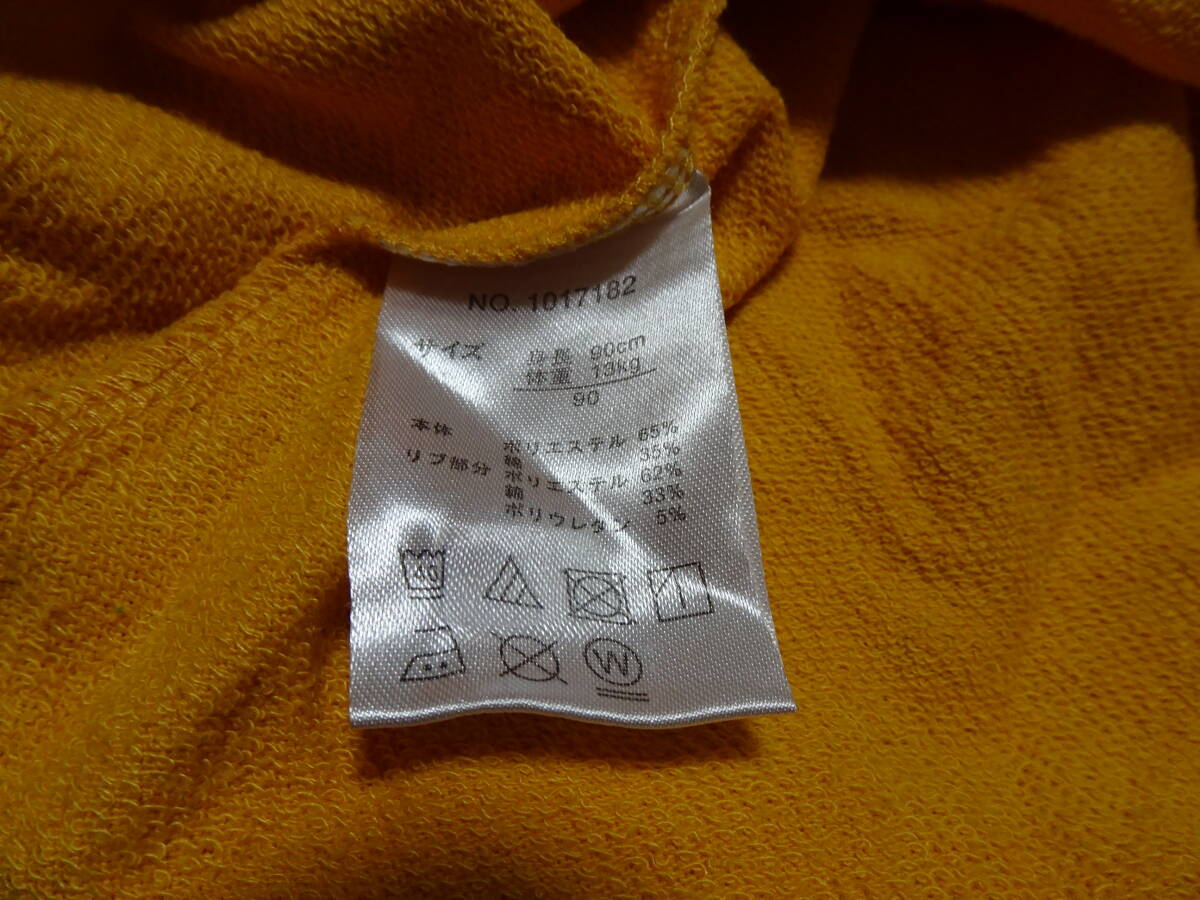 NO. 1017182
サイズ 身長 90cm
体重 13kg
90
本体 ポリエステル 65%
綿 35%
リブ部分 ポリエステル 62%
綿 33%
ポリウレタン 5%
40
W